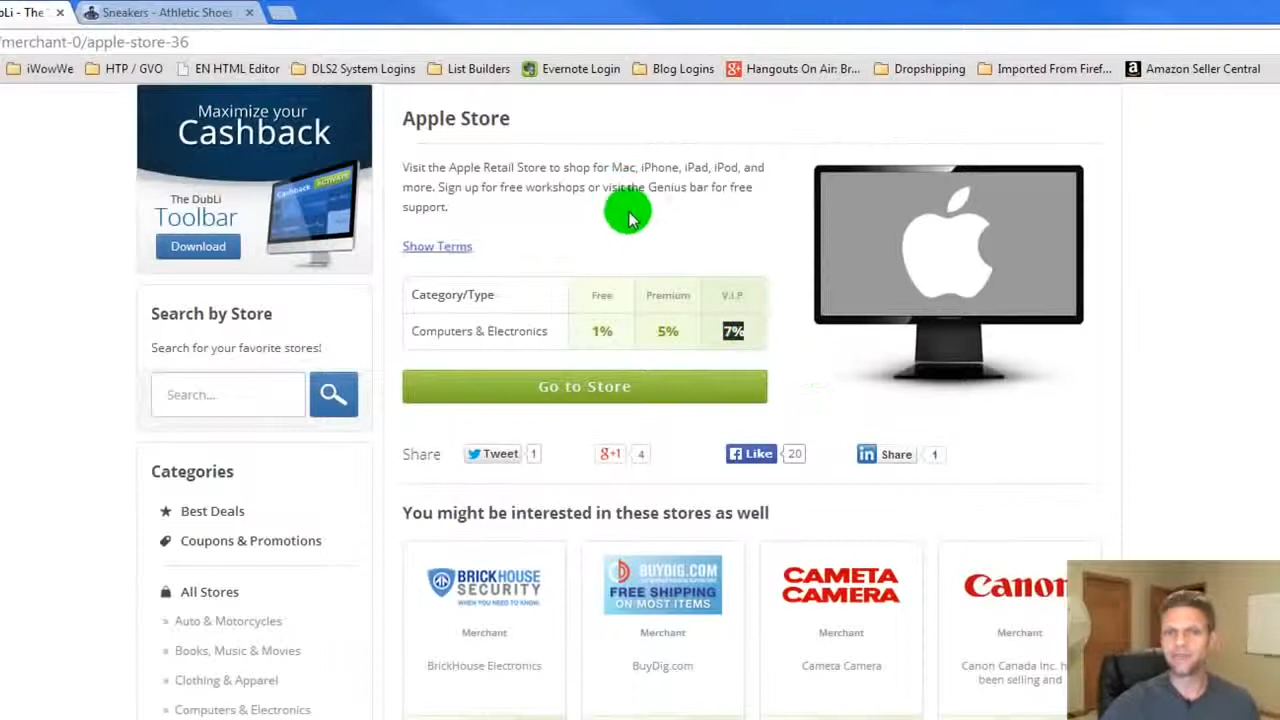 bLi - The
Sneakers - Athletic Shoes
/merchant-0/apple-store-36
iWowWe
HTP / GVO
EN HTML Editor
DLS2 System Logins
List Builders
Evernote Login
Blog Logins
Hangouts On Air: Br...
Dropshipping
Imported From Firef...
Amazon Seller Central
Maximize your
Cashback
The DubLi
Toolbar
Download
Search by Store
Search for your favorite stores!
Search...
Categories
Best Deals
Coupons & Promotions
All Stores
» Auto & Motorcycles
» Books, Music & Movies
» Clothing & Apparel
» Computers & Electronics
Apple Store
Visit the Apple Retail Store to shop for Mac, iPhone, iPad, iPod, and
more. Sign up for free workshops or visit the Genius bar for free
support.
Show Terms
Category/Type Free Premium V.I.P
Computers & Electronics 1% 5% 7%
Go to Store
Share Tweet 1 g+1 4 Like 20 in Share 1
You might be interested in these stores as well
BRICKHOUSE
SECURITY
WHEN YOU NEED TO KNOW.
Merchant
BrickHouse Electronics
BUYDIG.COM
FREE SHIPPING
ON MOST ITEMS
Merchant
BuyDig.com
CAMETA
CAMERA
Merchant
Cameta Camera
Canon
Merchant
Canon Canada Inc. h
been selling and